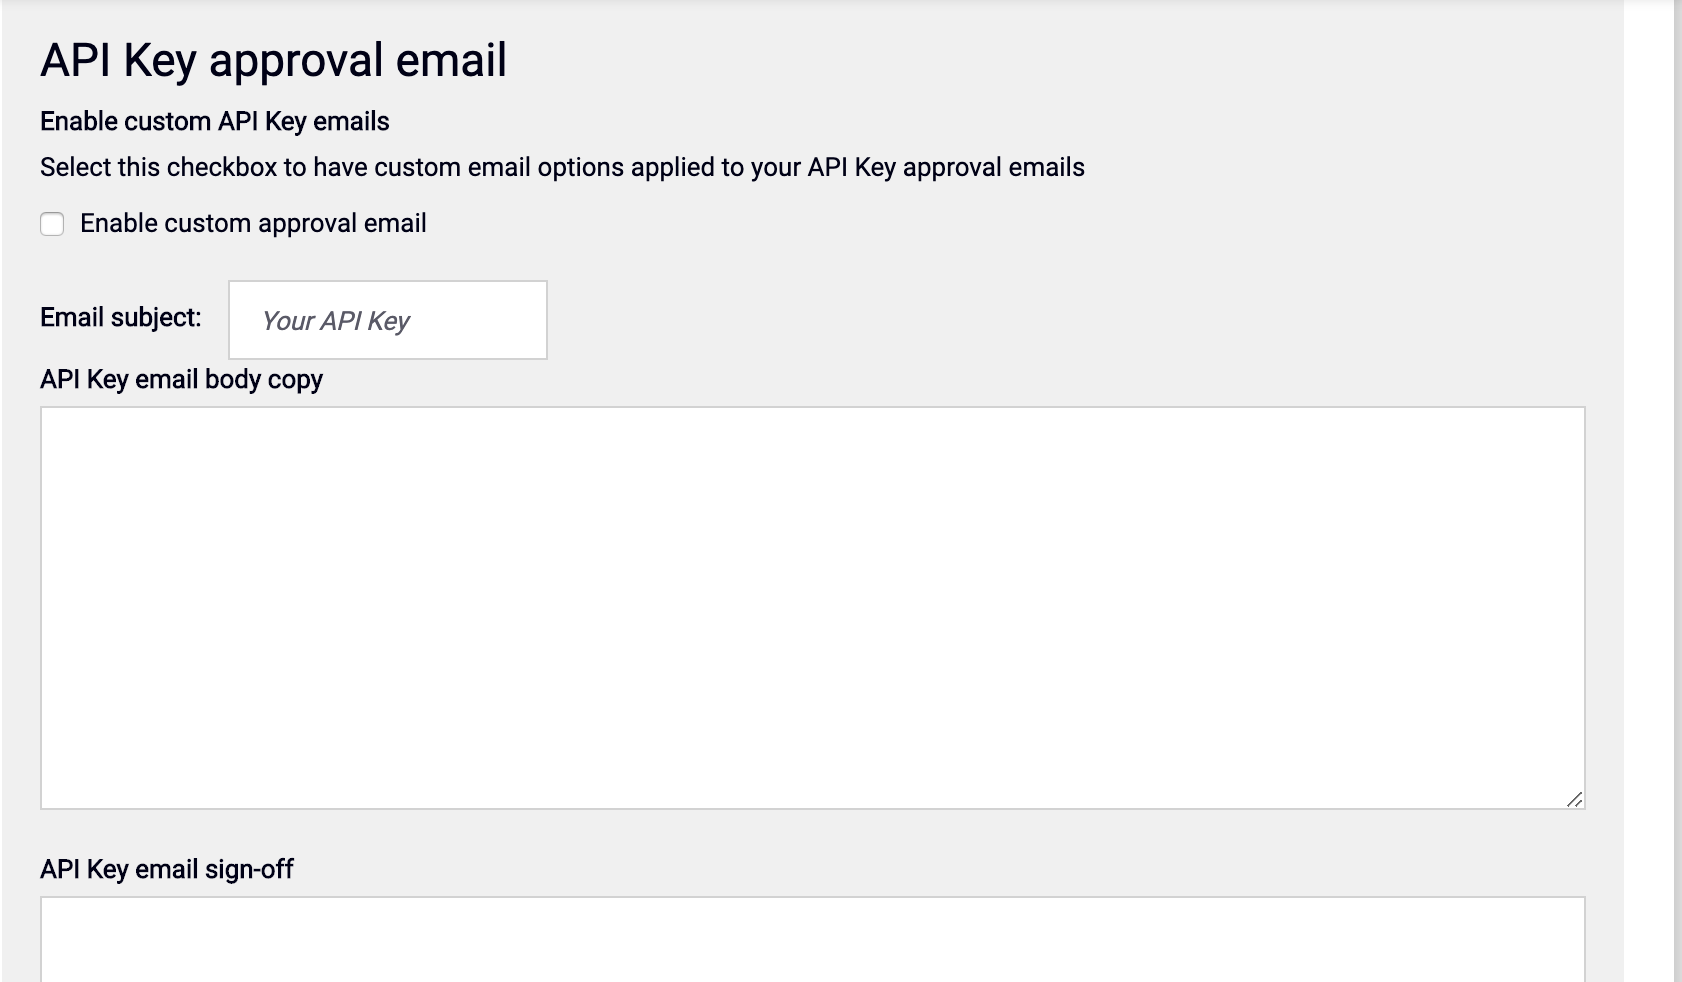 API Key approval email
Enable custom API Key emails
Select this checkbox to have custom email options applied to your API Key approval emails
Enable custom approval email
Email subject: Your API Key
API Key email body copy
API Key email sign-off